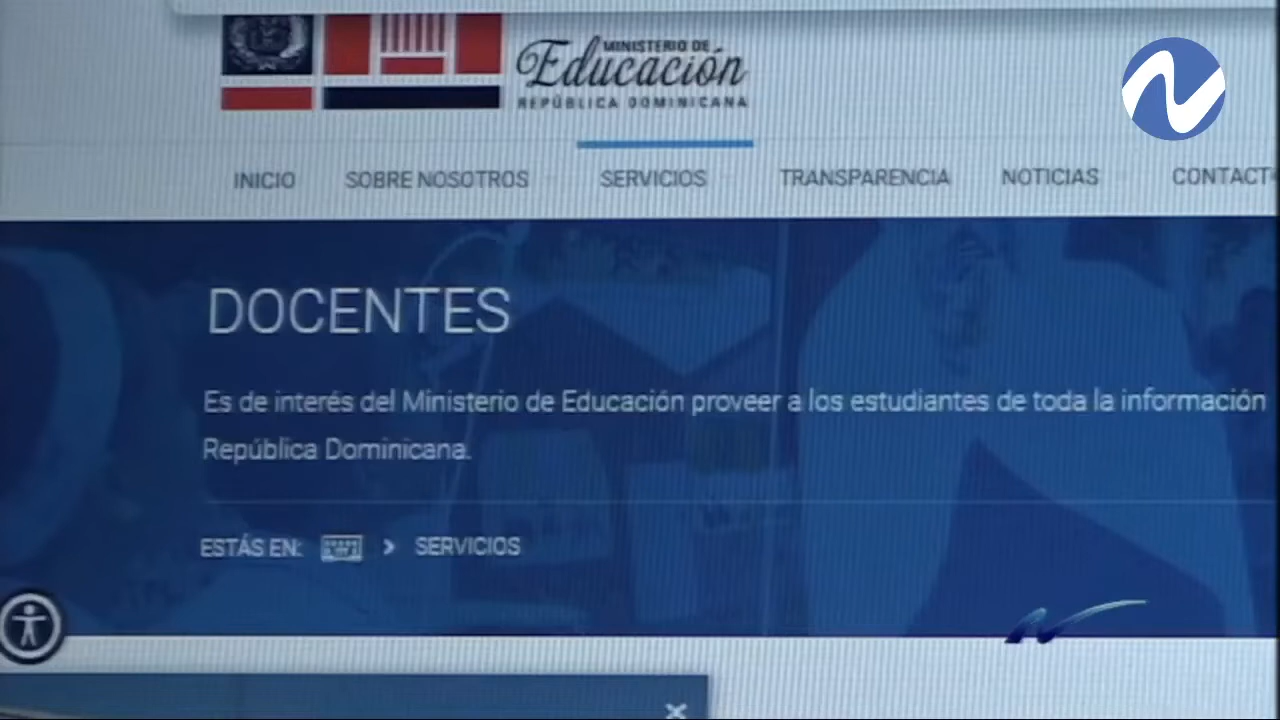 MINISTERIO DE
Educación
REPÚBLICA DOMINICANA
INICIO SOBRE NOSOTROS SERVICIOS TRANSPARENCIA NOTICIAS CONTACT
DOCENTES
Es de interés del Ministerio de Educación proveer a los estudiantes de toda la información
República Dominicana.
ESTÁS EN: > SERVICIOS